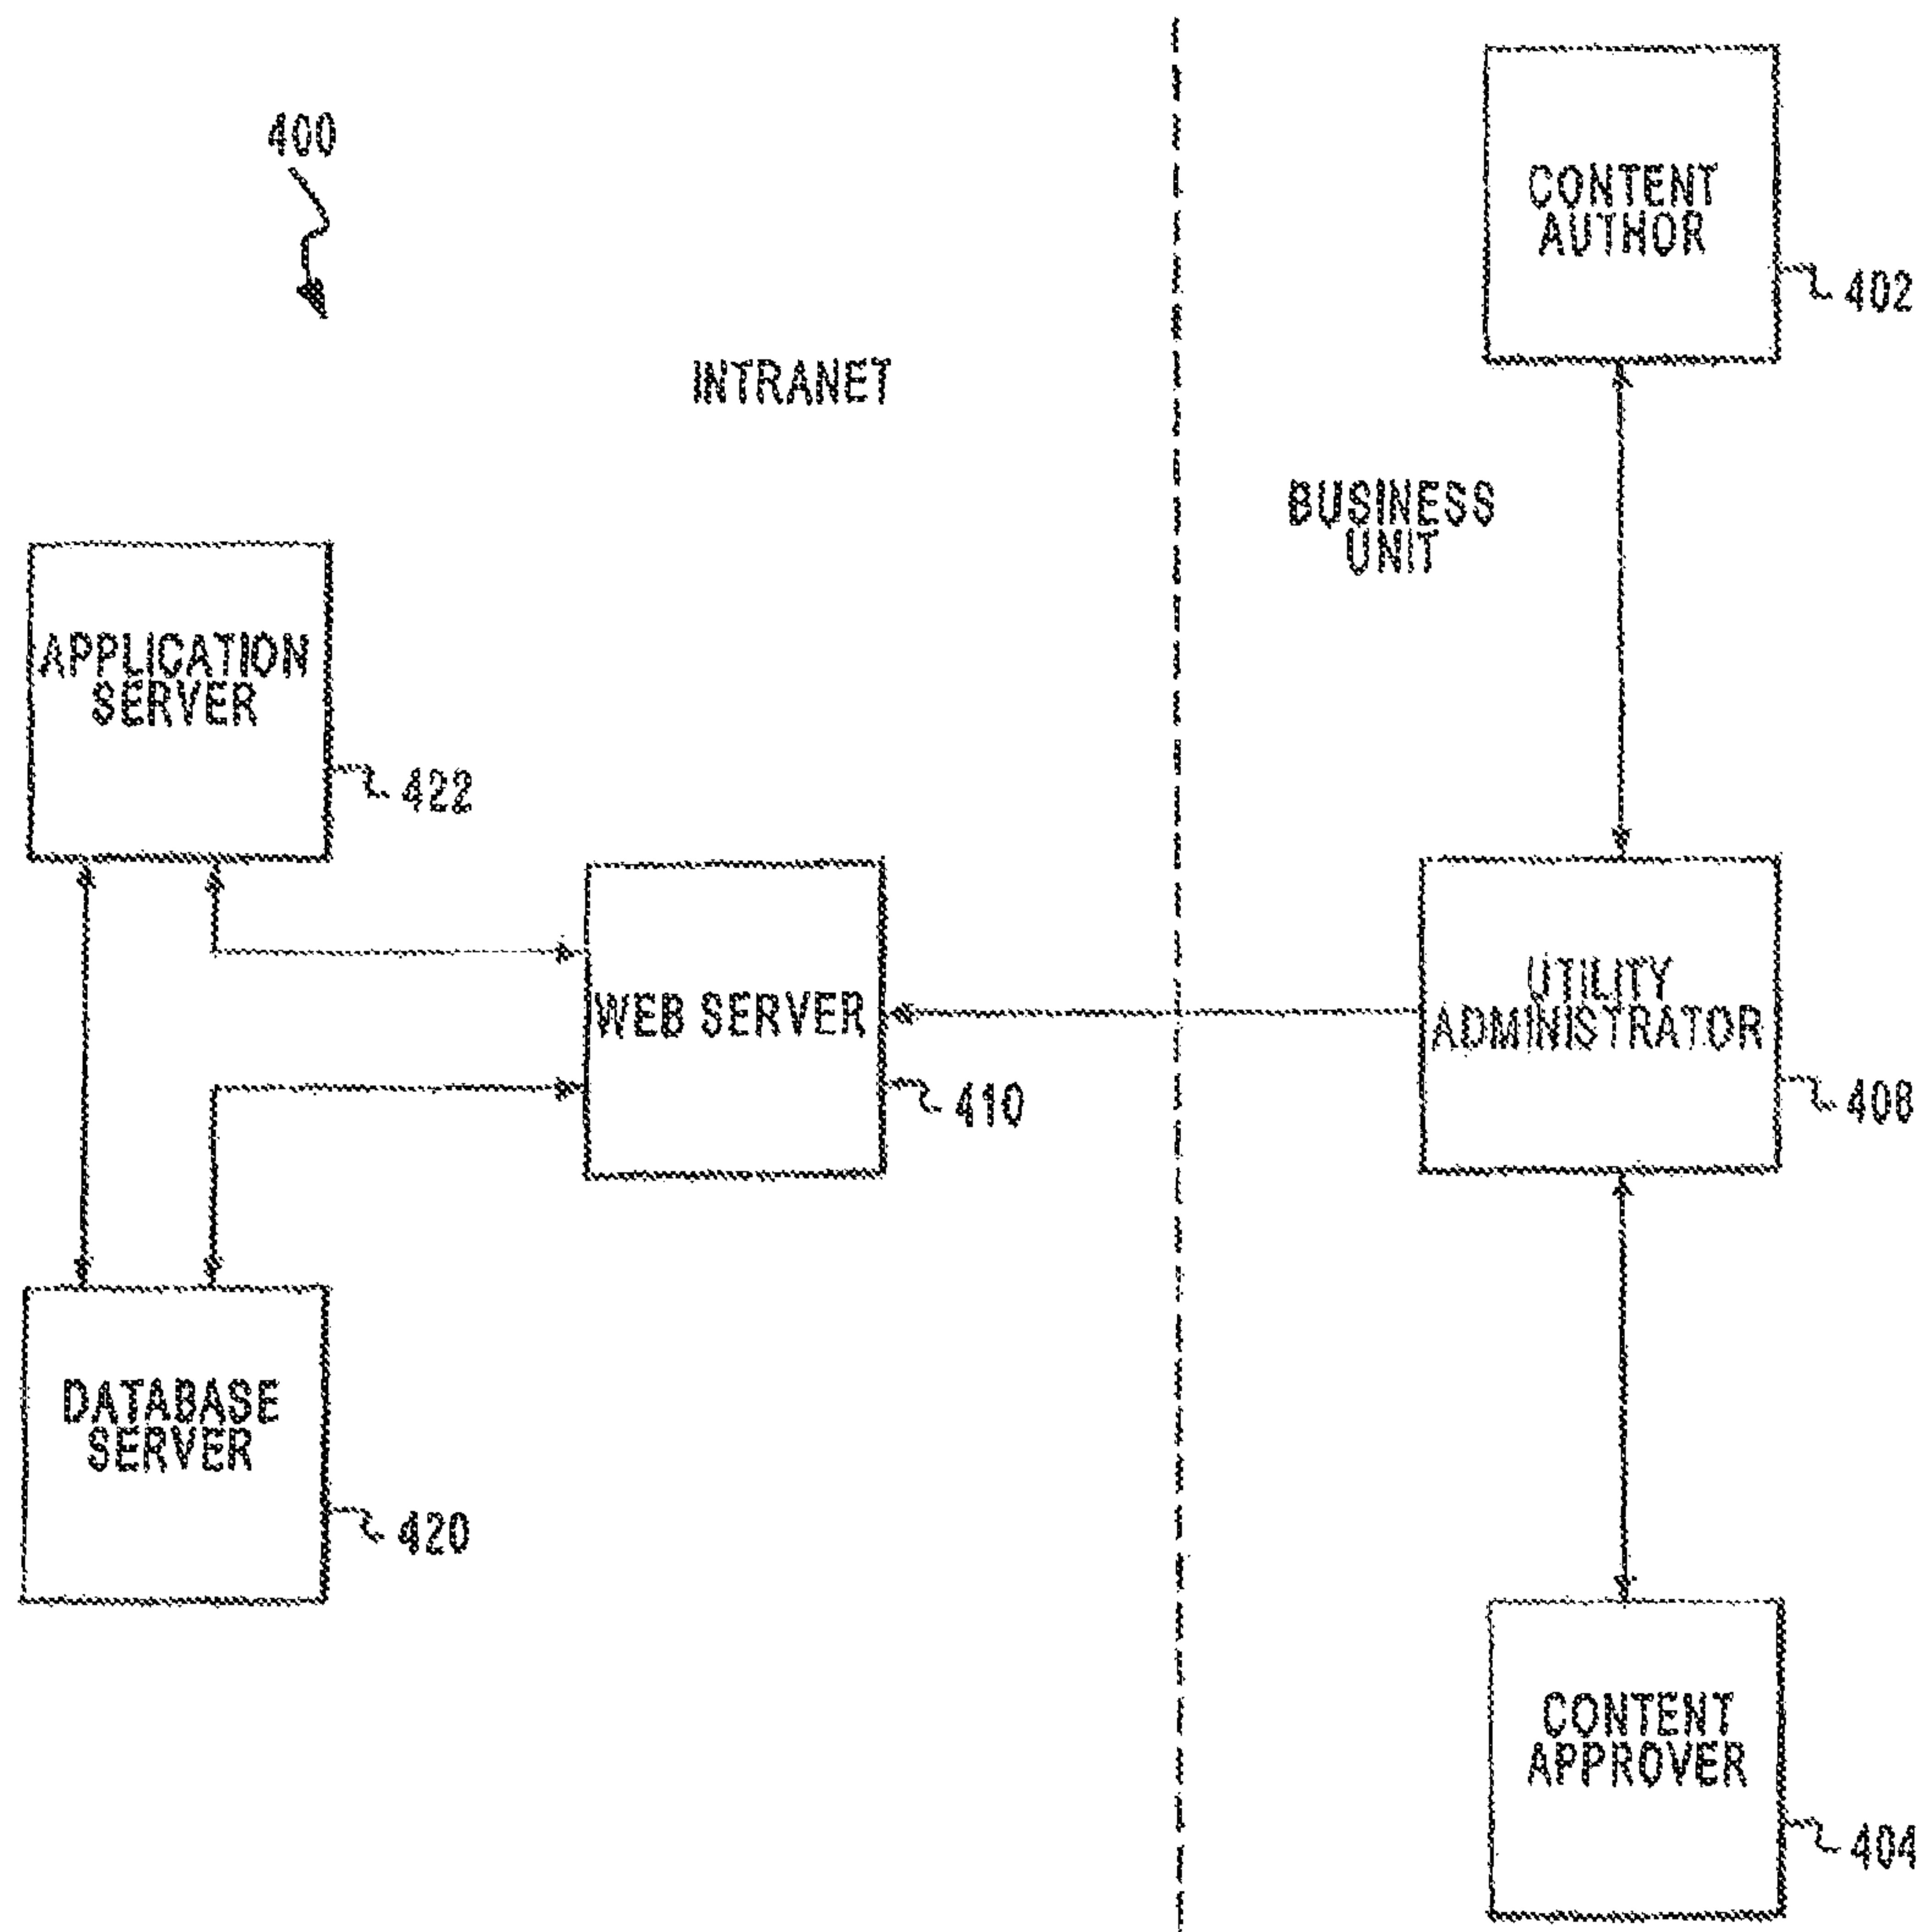 400
CONTENT
AUTHOR
402
INTRANET
BUSINESS
UNIT
APPLICATION
SERVER
422
WEB SERVER
410
UTILITY
ADMINISTRATOR
408
DATABASE
SERVER
420
CONTENT
APPROVER
404